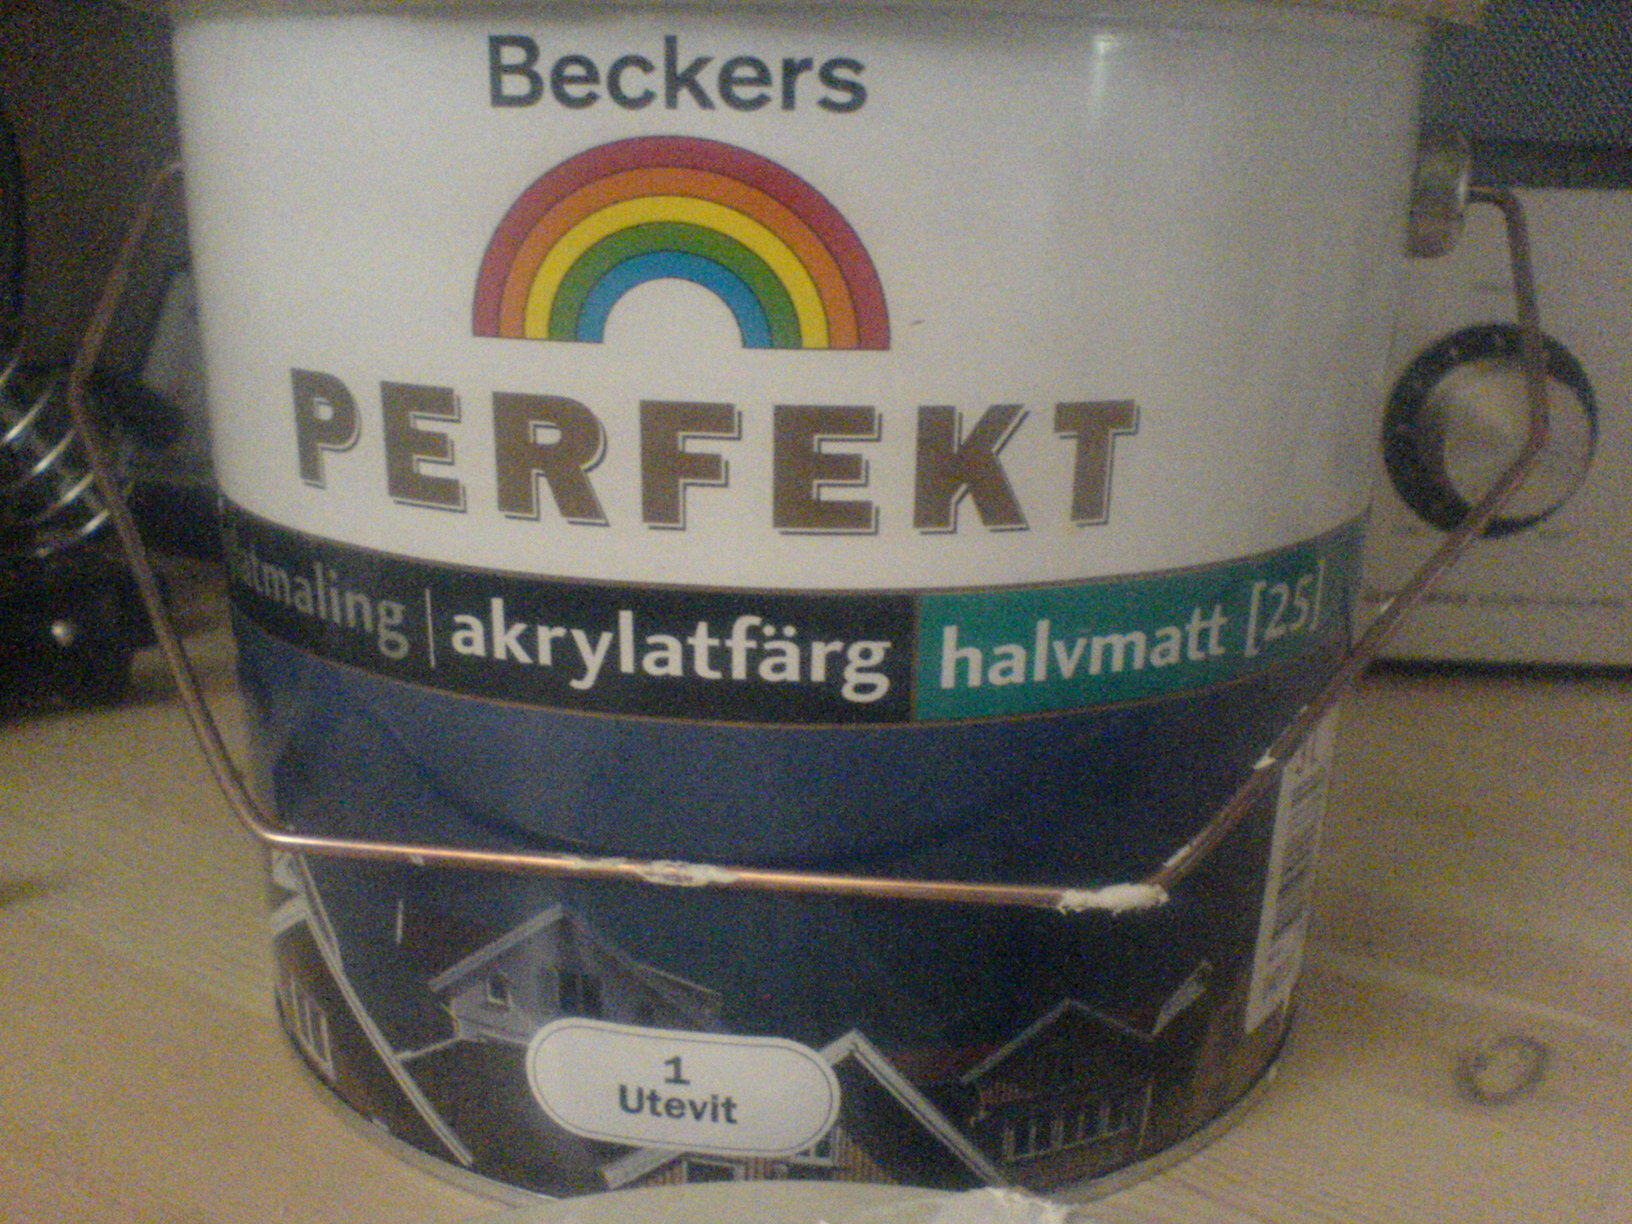 Beckers
PERFEKT
akrylatfärg halvmatt [25]
1
Utevit